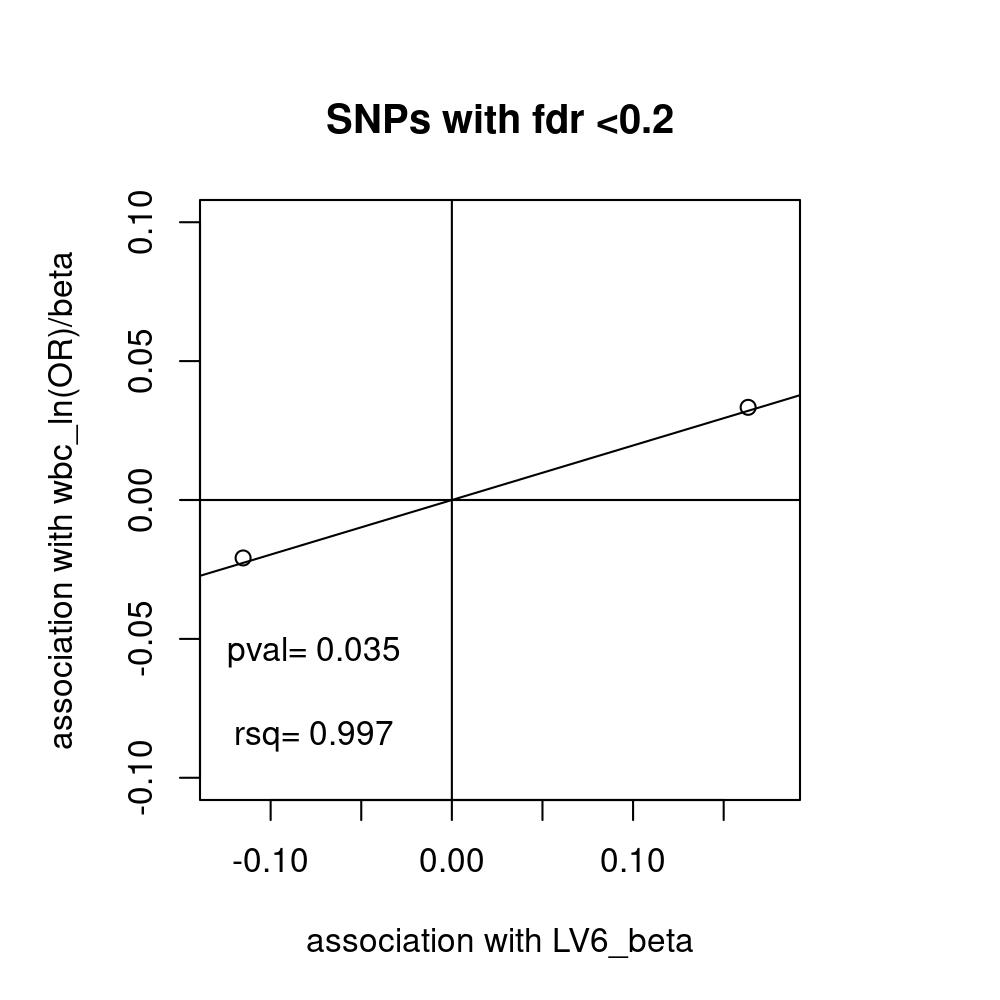 SNPs with fdr <0.2
association with wbc_ln(OR)/beta
0.10
0.05
0.00
-0.05
-0.10
pval= 0.035
rsq= 0.997
-0.10 0.00 0.10
association with LV6_beta